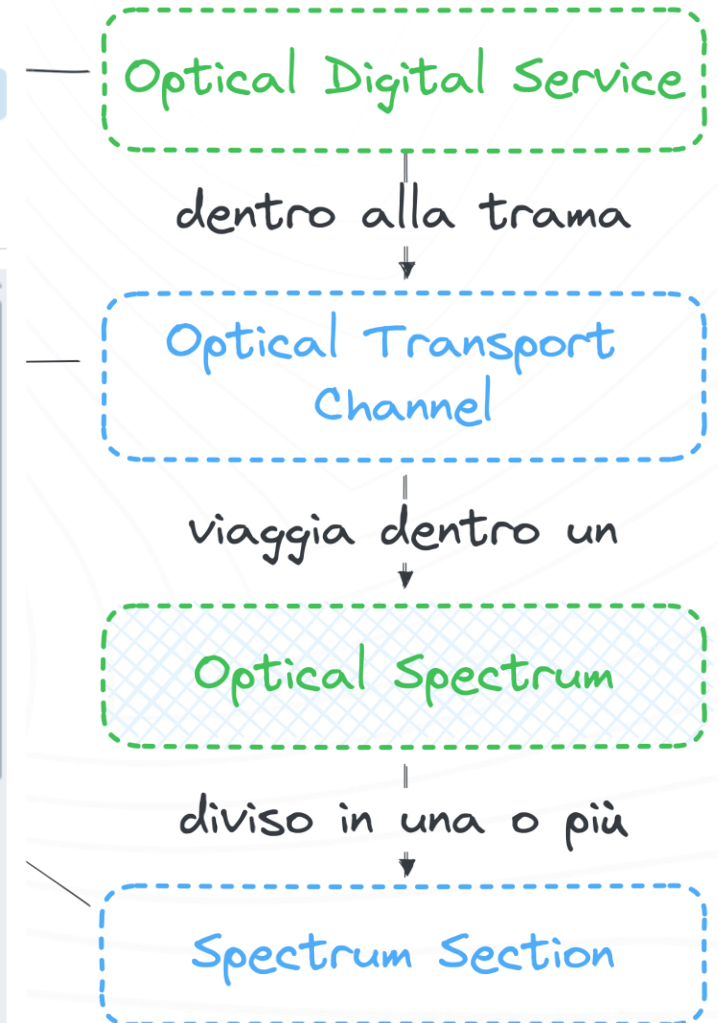 Optical Digital Service
dentro alla trama
Optical Transport
Channel
viaggia dentro un
Optical Spectrum
diviso in una o più
Spectrum Section